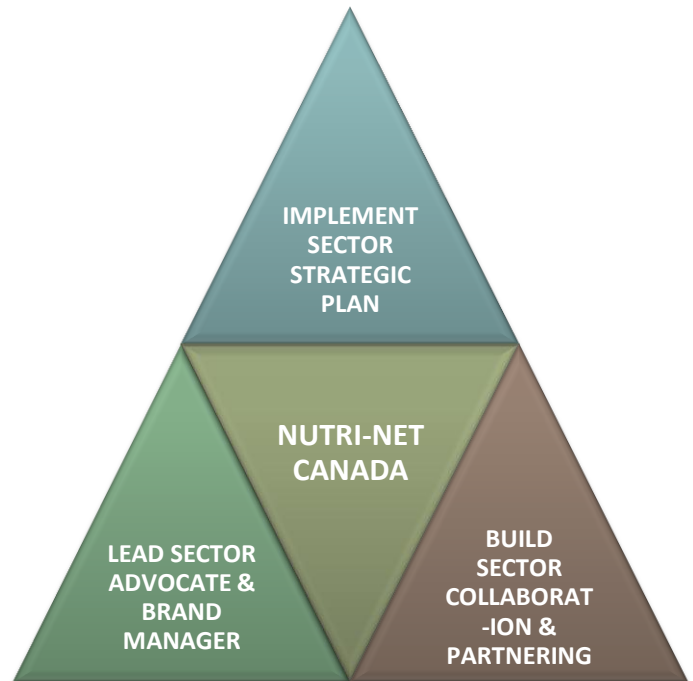 IMPLEMENT
SECTOR
STRATEGIC
PLAN
NUTRI-NET
CANADA
LEAD SECTOR
ADVOCATE &
BRAND
MANAGER
BUILD
SECTOR
COLLABORAT
-ION &
PARTNERING